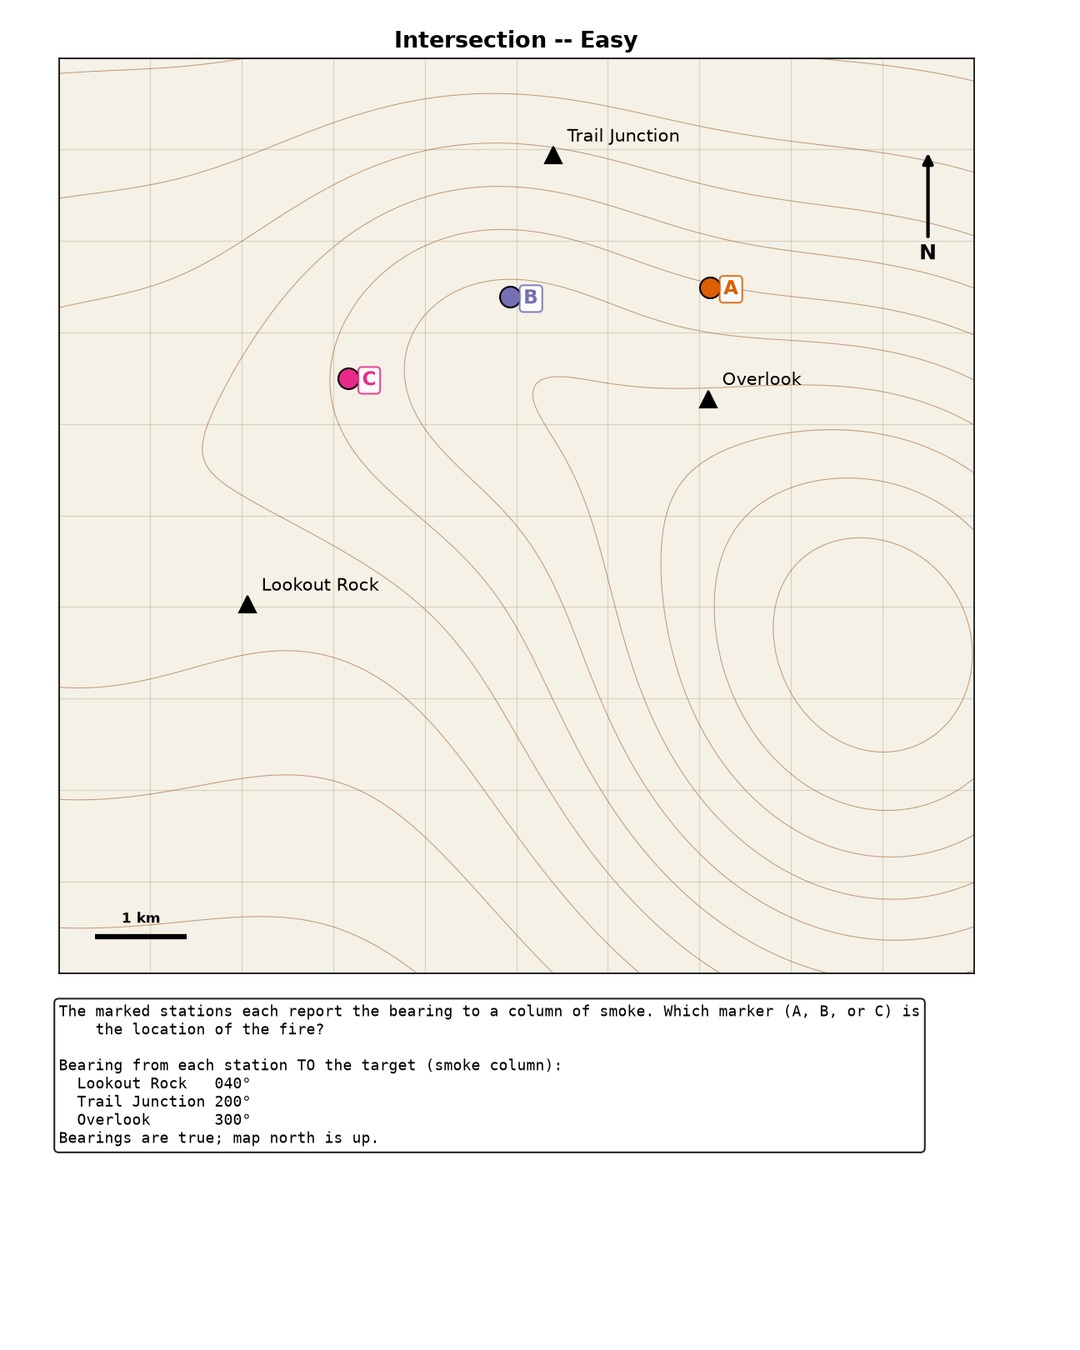 Intersection -- Easy
Trail Junction
N
A
B
Overlook
C
Lookout Rock
1 km
The marked stations each report the bearing to a column of smoke. Which marker (A, B, or C) is
the location of the fire?
Bearing from each station TO the target (smoke column):
Lookout Rock   040°
Trail Junction 200°
Overlook       300°
Bearings are true; map north is up.